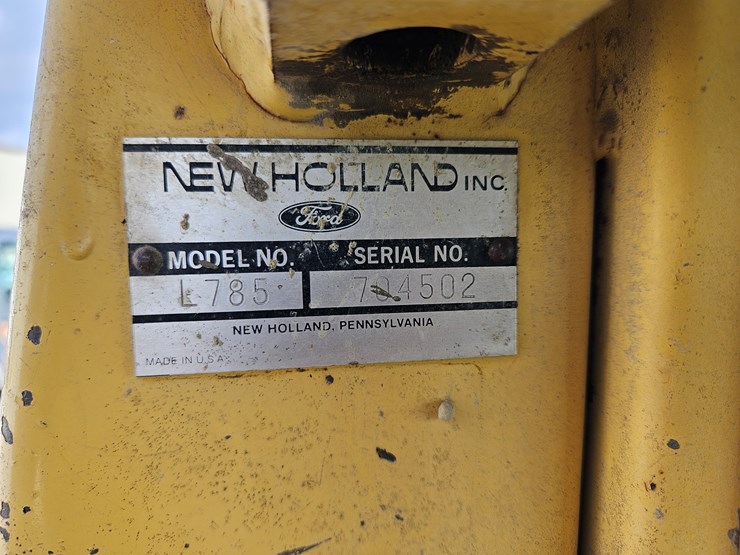 NEW HOLLAND INC.
Ford
MODEL NO. SERIAL NO.
L785 704502
NEW HOLLAND, PENNSYLVANIA
MADE IN U.S.A.